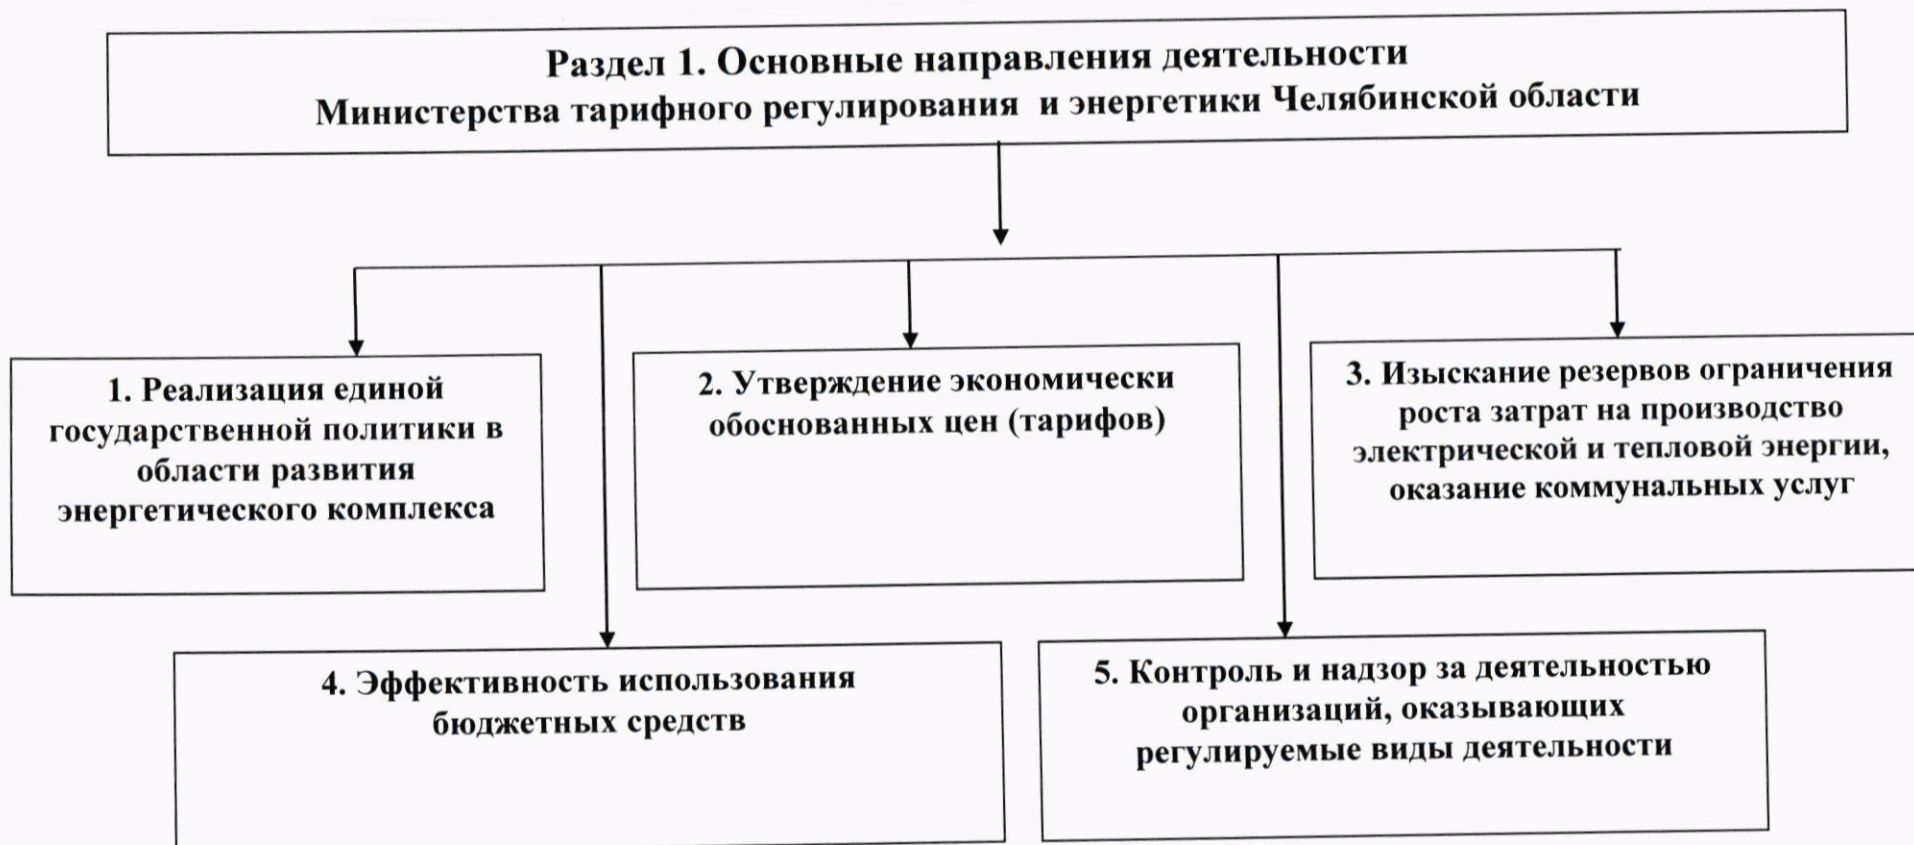 Раздел 1. Основные направления деятельности
Министерства тарифного регулирования и энергетики Челябинской области
1. Реализация единой
государственной политики в
области развития
энергетического комплекса
2. Утверждение экономически
обоснованных цен (тарифов)
3. Изыскание резервов ограничения
роста затрат на производство
электрической и тепловой энергии,
оказание коммунальных услуг
4. Эффективность использования
бюджетных средств
5. Контроль и надзор за деятельностью
организаций, оказывающих
регулируемые виды деятельности